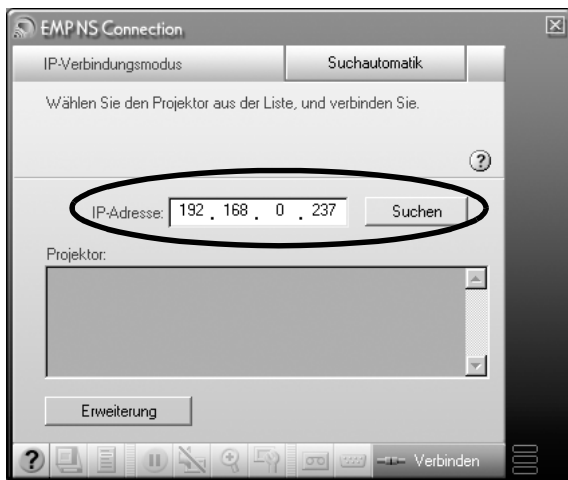 EMP NS Connection
IP-Verbindungsmodus
Suchautomatik
Wählen Sie den Projektor aus der Liste, und verbinden Sie.
?
IP-Adresse: 192 . 168 . 0 . 237 Suchen
Projektor:
Erweiterung
? Verbinden